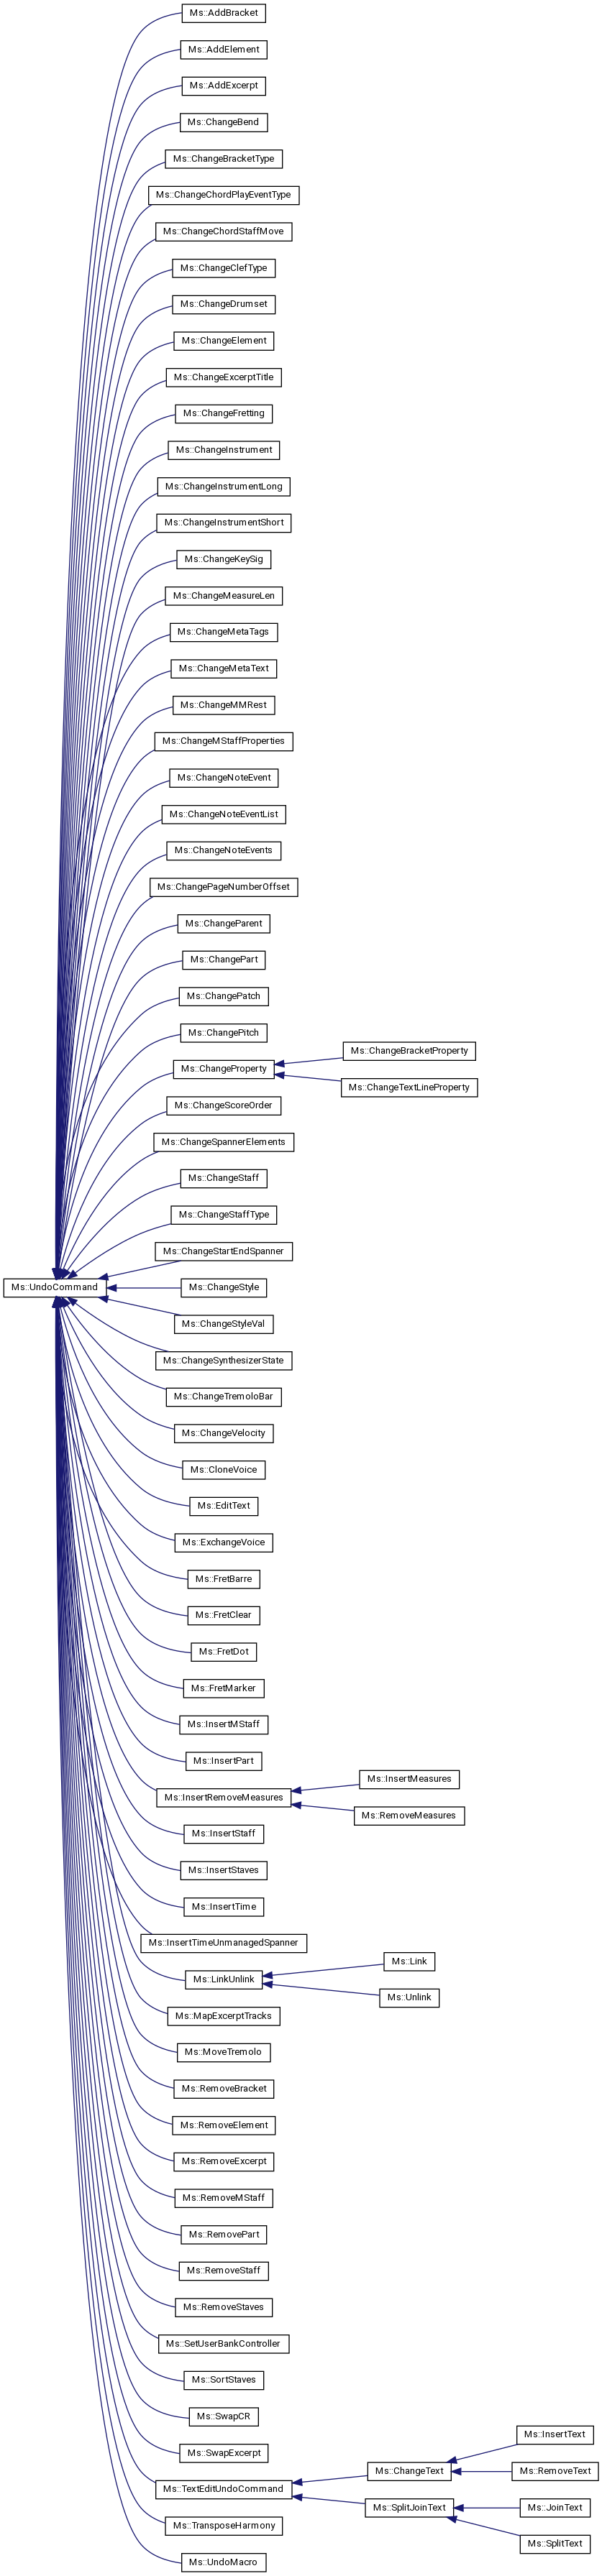 Ms::AddBracket
Ms::AddElement
Ms::AddExcerpt
Ms::ChangeBend
Ms::ChangeBracketType
Ms::ChangeChordPlayEventType
Ms::ChangeChordStaffMove
Ms::ChangeClefType
Ms::ChangeDrumset
Ms::ChangeElement
Ms::ChangeExcerptTitle
Ms::ChangeFretting
Ms::ChangeInstrument
Ms::ChangeInstrumentLong
Ms::ChangeInstrumentShort
Ms::ChangeKeySig
Ms::ChangeMeasureLen
Ms::ChangeMetaTags
Ms::ChangeMetaText
Ms::ChangeMMRest
Ms::ChangeMStaffProperties
Ms::ChangeNoteEvent
Ms::ChangeNoteEventList
Ms::ChangeNoteEvents
Ms::ChangePageNumberOffset
Ms::ChangeParent
Ms::ChangePart
Ms::ChangePatch
Ms::ChangePitch
Ms::ChangeBracketProperty
Ms::ChangeProperty
Ms::ChangeTextLineProperty
Ms::ChangeScoreOrder
Ms::ChangeSpannerElements
Ms::ChangeStaff
Ms::ChangeStaffType
Ms::ChangeStartEndSpanner
Ms::UndoCommand
Ms::ChangeStyle
Ms::ChangeStyleVal
Ms::ChangeSynthesizerState
Ms::ChangeTremoloBar
Ms::ChangeVelocity
Ms::CloneVoice
Ms::EditText
Ms::ExchangeVoice
Ms::FretBarre
Ms::FretClear
Ms::FretDot
Ms::FretMarker
Ms::InsertMStaff
Ms::InsertPart
Ms::InsertMeasures
Ms::InsertRemoveMeasures
Ms::RemoveMeasures
Ms::InsertStaff
Ms::InsertStaves
Ms::InsertTime
Ms::InsertTimeUnmanagedSpanner
Ms::Link
Ms::LinkUnlink
Ms::Unlink
Ms::MapExcerptTracks
Ms::MoveTremolo
Ms::RemoveBracket
Ms::RemoveElement
Ms::RemoveExcerpt
Ms::RemoveMStaff
Ms::RemovePart
Ms::RemoveStaff
Ms::RemoveStaves
Ms::SetUserBankController
Ms::SortStaves
Ms::SwapCR
Ms::InsertText
Ms::SwapExcerpt
Ms::ChangeText
Ms::RemoveText
Ms::TextEditUndoCommand
Ms::SplitJoinText
Ms::JoinText
Ms::TransposeHarmony
Ms::SplitText
Ms::UndoMacro